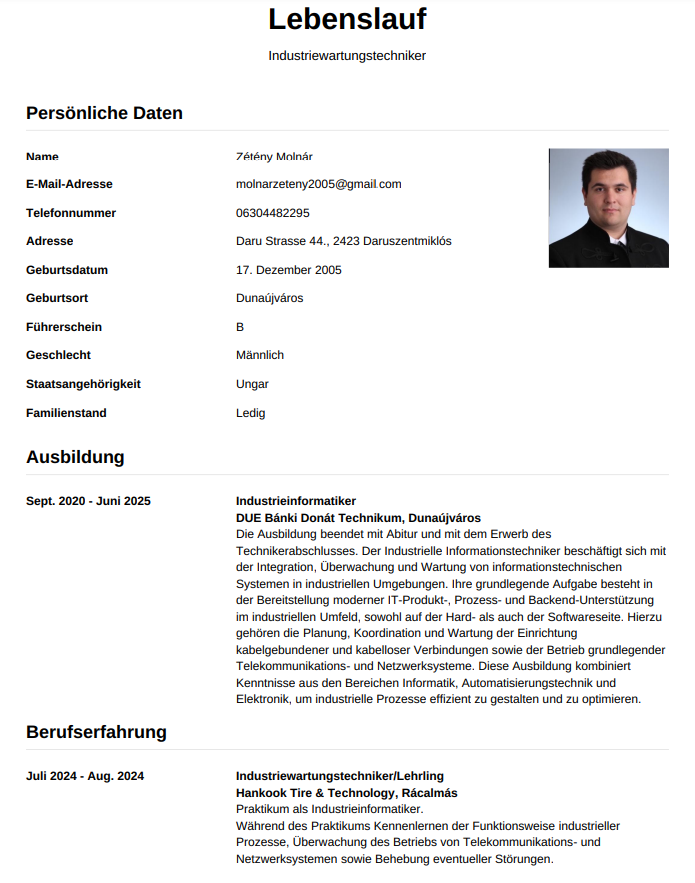 Lebenslauf
Industriewartungstechniker
Persönliche Daten
Name Zétény Molnár
E-Mail-Adresse molnarzeteny2005@gmail.com
Telefonnummer 06304482295
Adresse Daru Strasse 44., 2423 Daruszentmiklós
Geburtsdatum 17. Dezember 2005
Geburtsort Dunaújváros
Führerschein B
Geschlecht Männlich
Staatsangehörigkeit Ungar
Familienstand Ledig
Ausbildung
Sept. 2020 - Juni 2025 Industrieinformatiker
DUE Bánki Donát Technikum, Dunaújváros
Die Ausbildung beendet mit Abitur und mit dem Erwerb des
Technikerabschlusses. Der Industrielle Informationstechniker beschäftigt sich mit
der Integration, Überwachung und Wartung von informationstechnischen
Systemen in industriellen Umgebungen. Ihre grundlegende Aufgabe besteht in
der Bereitstellung moderner IT-Produkt-, Prozess- und Backend-Unterstützung
im industriellen Umfeld, sowohl auf der Hard- als auch der Softwareseite. Hierzu
gehören die Planung, Koordination und Wartung der Einrichtung
kabelgebundener und kabelloser Verbindungen sowie der Betrieb grundlegender
Telekommunikations- und Netzwerksysteme. Diese Ausbildung kombiniert
Kenntnisse aus den Bereichen Informatik, Automatisierungstechnik und
Elektronik, um industrielle Prozesse effizient zu gestalten und zu optimieren.
Berufserfahrung
Juli 2024 - Aug. 2024 Industriewartungstechniker/Lehrling
Hankook Tire & Technology, Rácalmás
Praktikum als Industrieinformatiker.
Während des Praktikums Kennenlernen der Funktionsweise industrieller
Prozesse, Überwachung des Betriebs von Telekommunikations- und
Netzwerksystemen sowie Behebung eventueller Störungen.